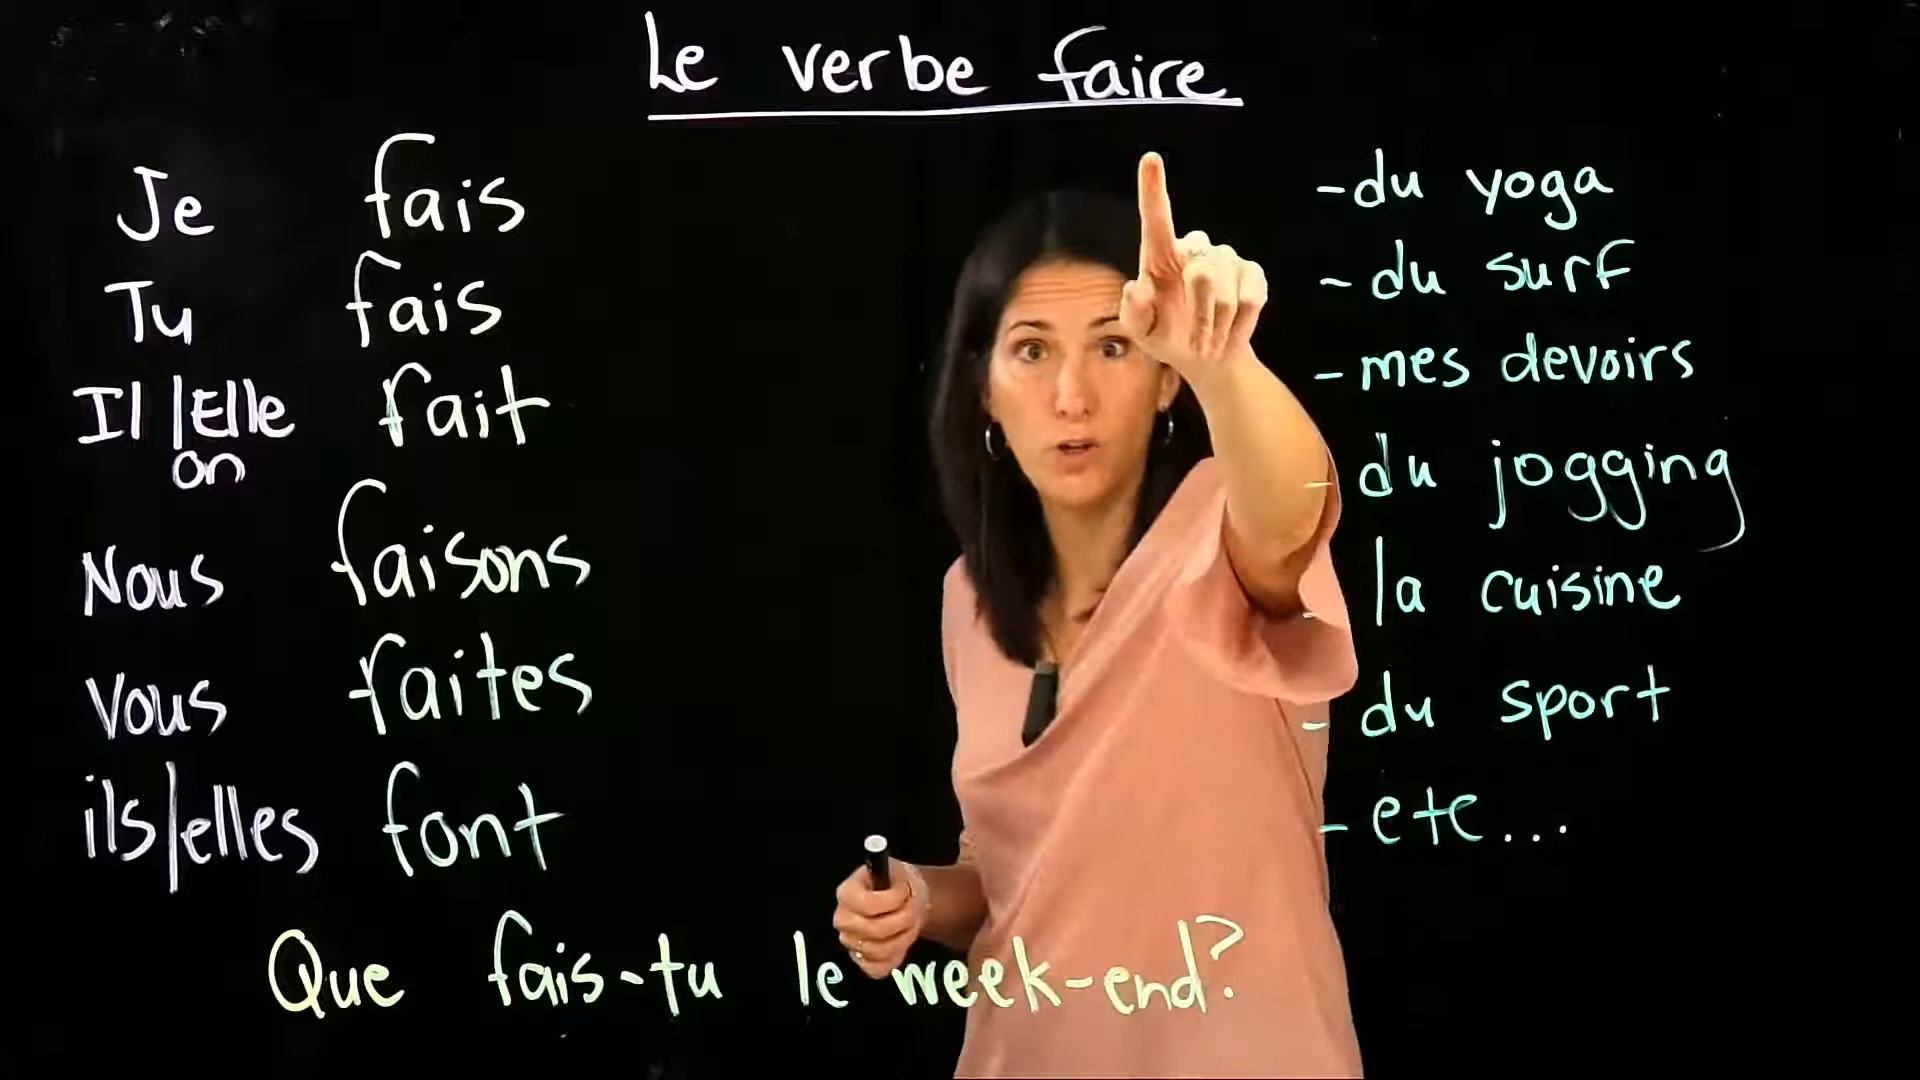 Le verbe faire
Je fais
Tu fais
Il/Elle fait
on
Nous faisons
Vous faites
ils/elles font
- du yoga
- du surf
- mes devoirs
- du jogging
- la cuisine
- du sport
- etc...
Que fais-tu le week-end?